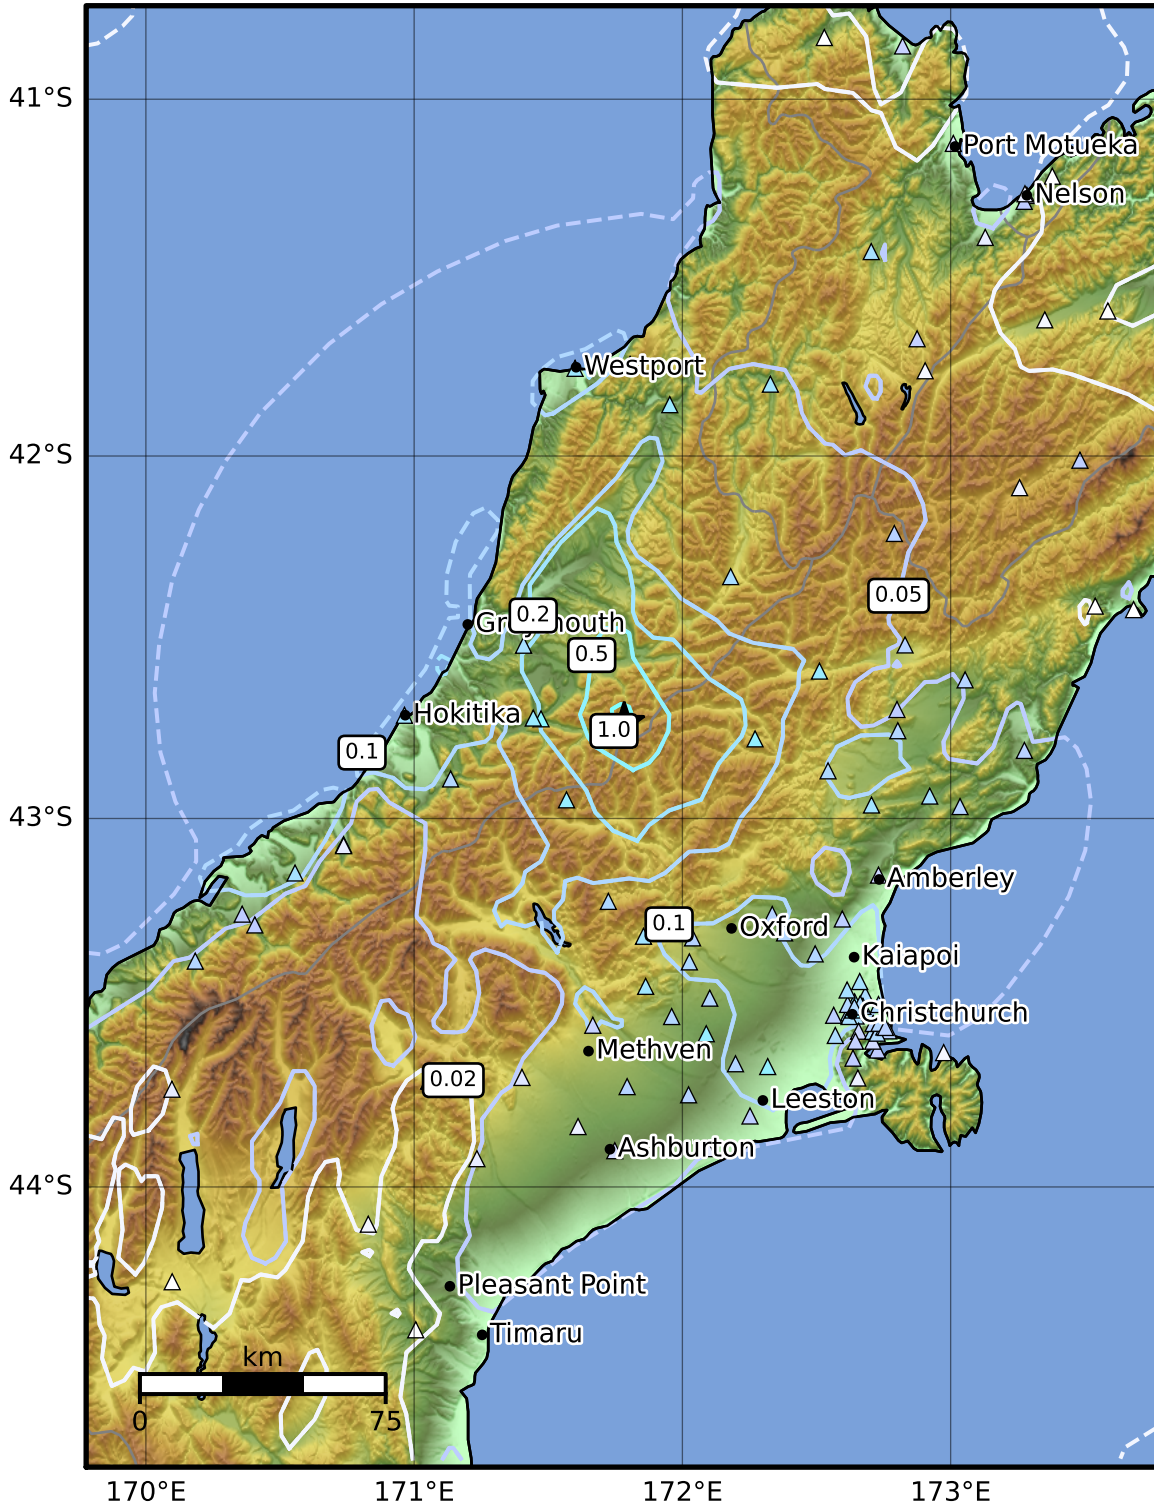 41°S
Port Motueka
Nelson
Westport
42°S
0.05
0.2
Greymouth
0.5
Hokitika
1.0
0.1
43°S
Amberley
0.1
Oxford
Kaiapoi
Christchurch
Methven
0.02
Leeston
Ashburton
44°S
Pleasant Point
Timaru
km
0
75
170°E
171°E
172°E
173°E